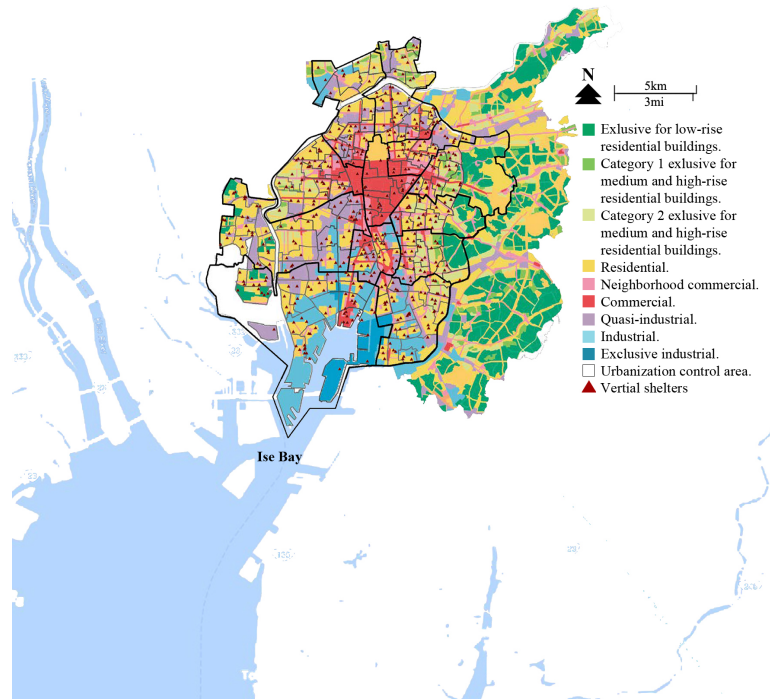 N
5km
3mi
Exlusive for low-rise
residential buildings.
Category 1 exlusive for
medium and high-rise
residential buildings.
Category 2 exlusive for
medium and high-rise
residential buildings.
Residential.
Neighborhood commercial.
Commercial.
Quasi-industrial.
Industrial.
Exclusive industrial.
Urbanization control area.
Vertial shelters
Ise Bay
23